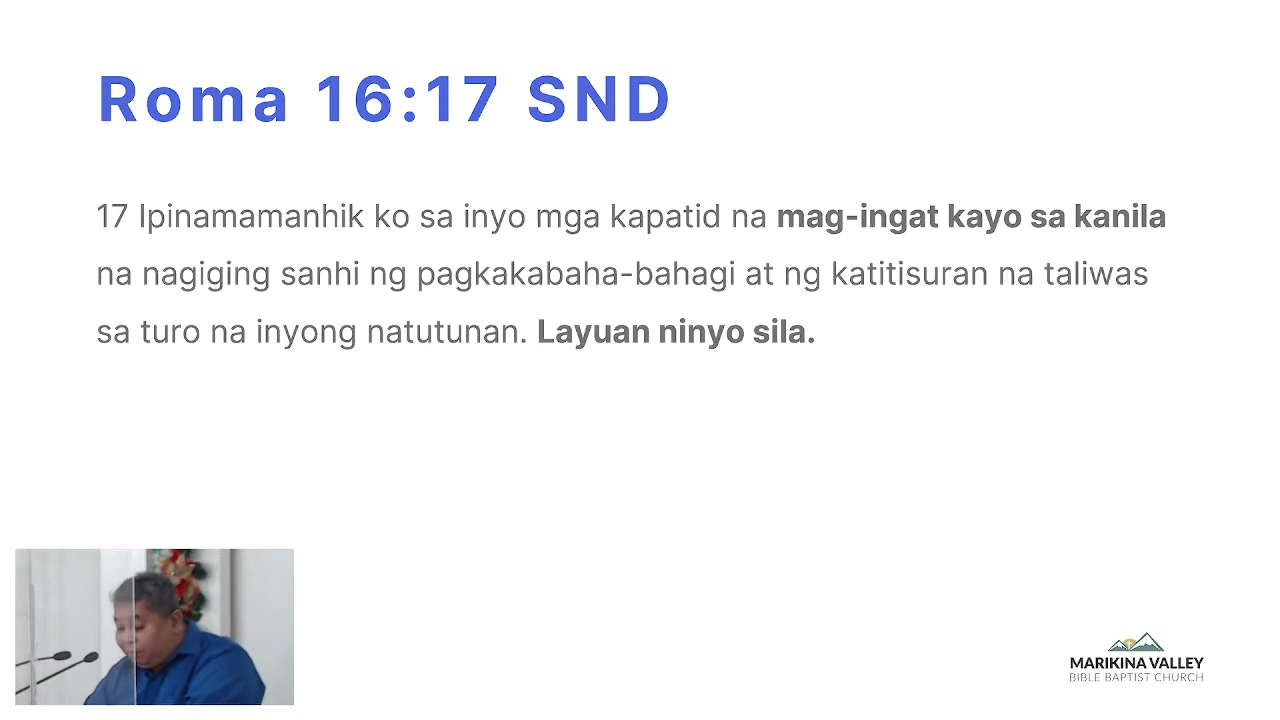 Roma 16:17 SND
17 Ipinamamanhik ko sa inyo mga kapatid na mag-ingat kayo sa kanila
na nagiging sanhi ng pagkakabaha-bahagi at ng katitisuran na taliwas
sa turo na inyong natutunan. Layuan ninyo sila.
MARIKINA VALLEY
BIBLE BAPTIST CHURCH